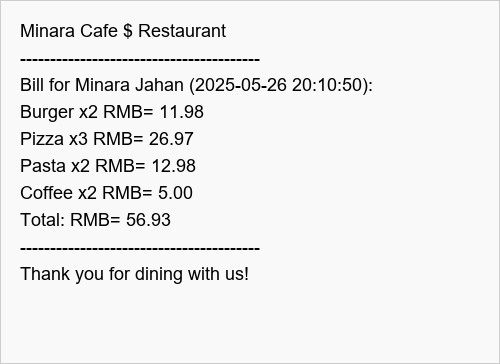 Minara Cafe $ Restaurant
----------------------------------------
Bill for Minara Jahan (2025-05-26 20:10:50):
Burger x2 RMB= 11.98
Pizza x3 RMB= 26.97
Pasta x2 RMB= 12.98
Coffee x2 RMB= 5.00
Total: RMB= 56.93
----------------------------------------
Thank you for dining with us!